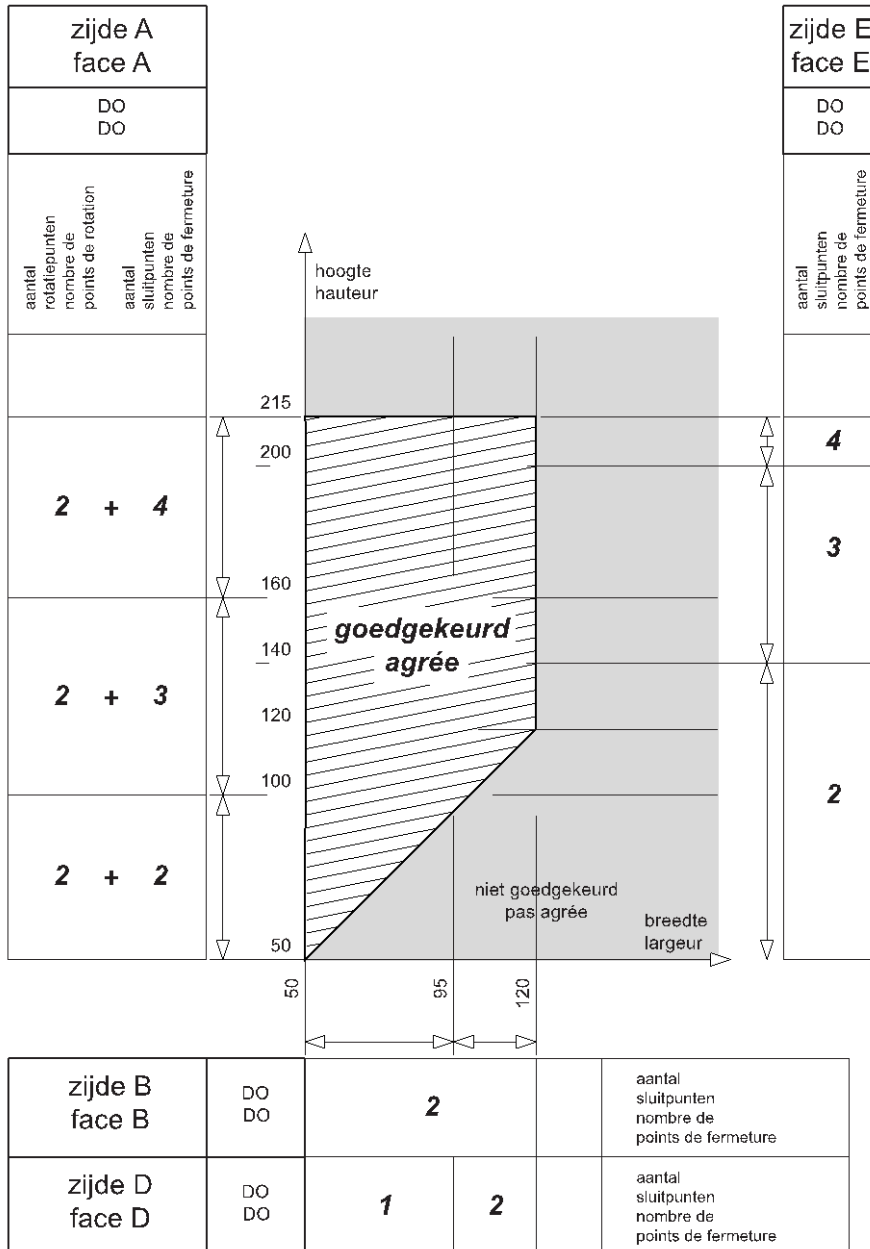 zijde A
face A
DO
DO
aantal
rotatiepunten
nombre de
points de rotation
aantal
sluitpunten
nombre de
points de fermeture
zijde E
face E
DO
DO
aantal
sluitpunten
nombre de
points de fermeture
hoogte
hauteur
215
200
160
140
120
100
50
2 + 4
2 + 3
2 + 2
goedgekeurd
agrée
4
3
2
niet goedgekeurd
pas agrée
breedte
largeur
50
95
120
zijde B
face B
DO
DO
2
aantal
sluitpunten
nombre de
points de fermeture
zijde D
face D
DO
DO
1
2
aantal
sluitpunten
nombre de
points de fermeture